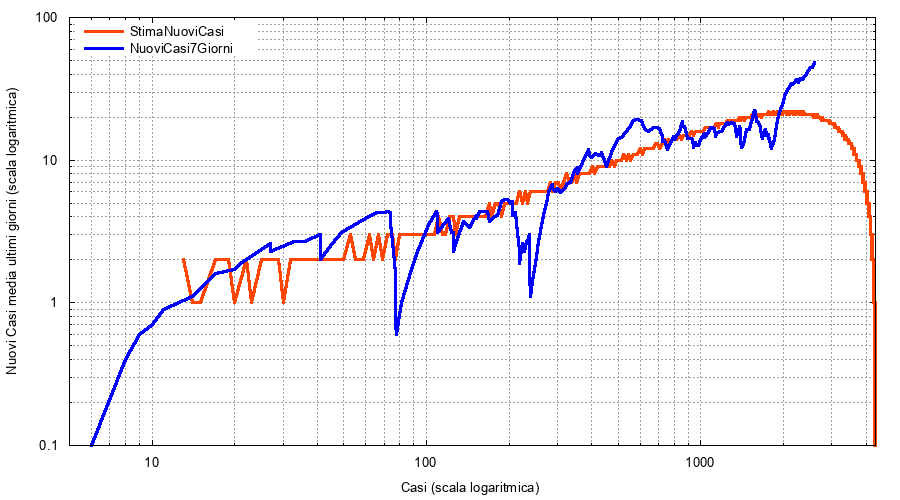 100
10
1
0.1
Nuovi Casi media ultimi giorni (scala logaritmica)
StimaNuoviCasi
NuoviCasi7Giorni
10
100
1000
Casi (scala logaritmica)